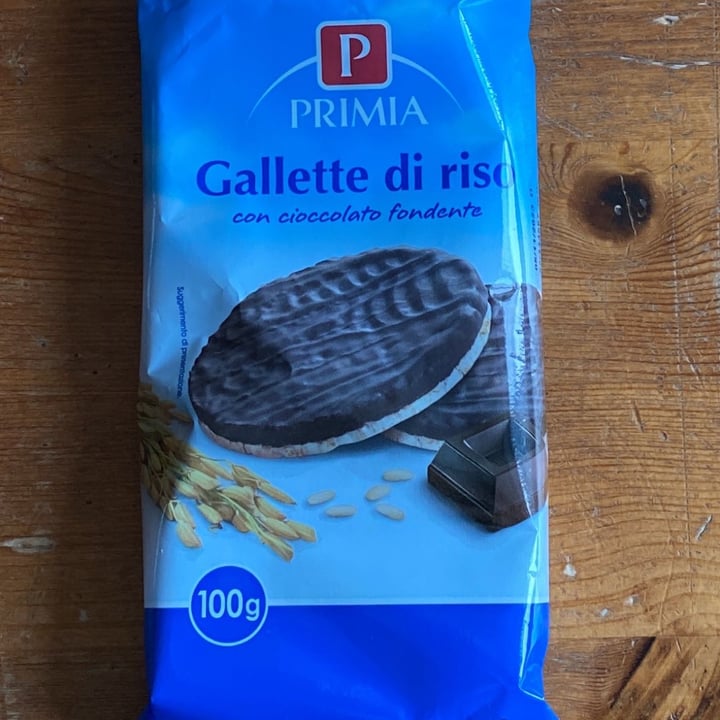 P
PRIMIA
Gallette di riso
con cioccolato fondente
Suggerimento di presentazione
100g